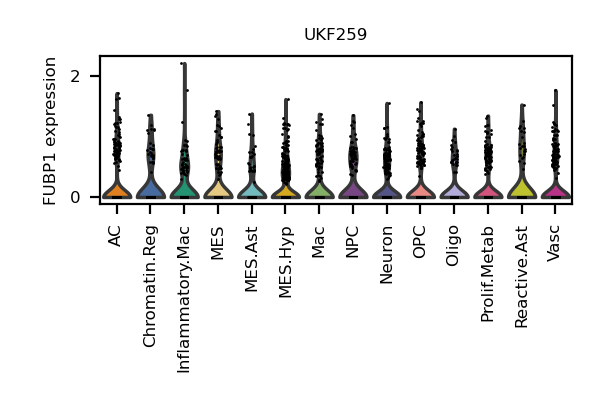 UKF259
FUBP1 expression
2
0
AC
Chromatin.Reg
Inflammatory.Mac
MES
MES.Ast
MES.Hyp
Mac
NPC
Neuron
OPC
Oligo
Prolif.Metab
Reactive.Ast
Vasc